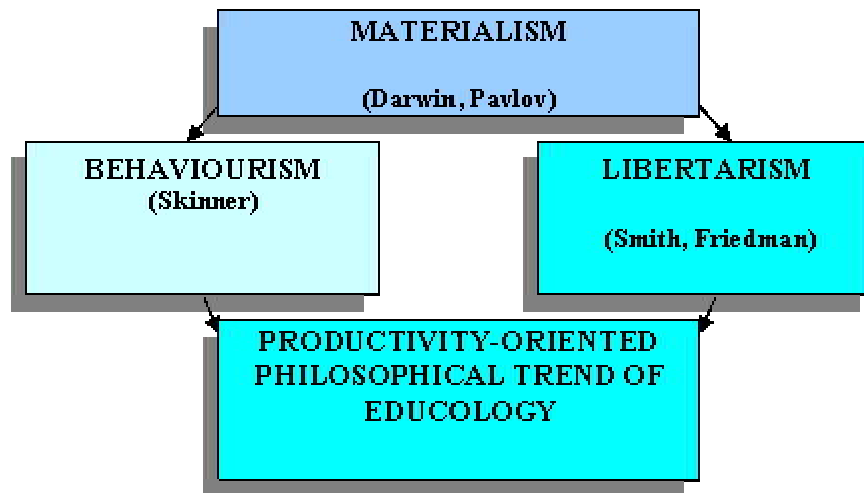 MATERIALISM
(Darwin, Pavlov)
BEHAVIOURISM
(Skinner)
LIBERTARISM
(Smith, Friedman)
PRODUCTIVITY-ORIENTED
PHILOSOPHICAL TREND OF
EDUCOLOGY